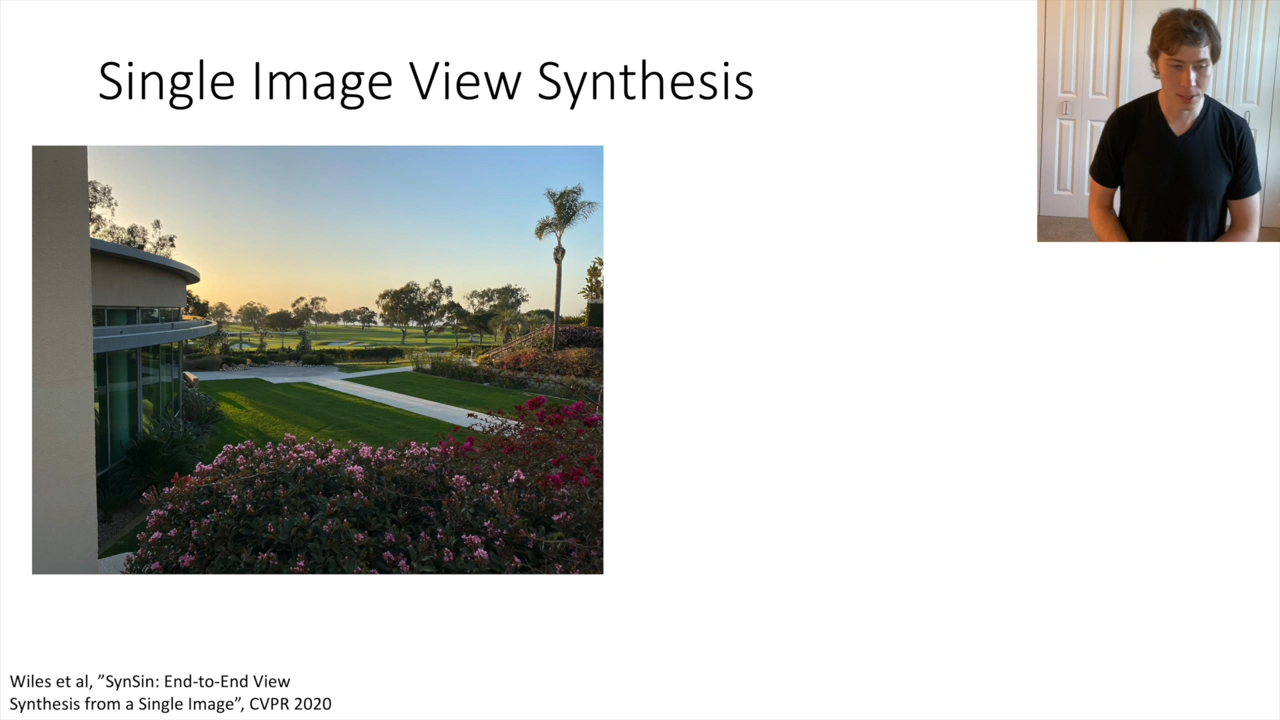 Single Image View Synthesis
Wiles et al, ”SynSin: End-to-End View
Synthesis from a Single Image”, CVPR 2020